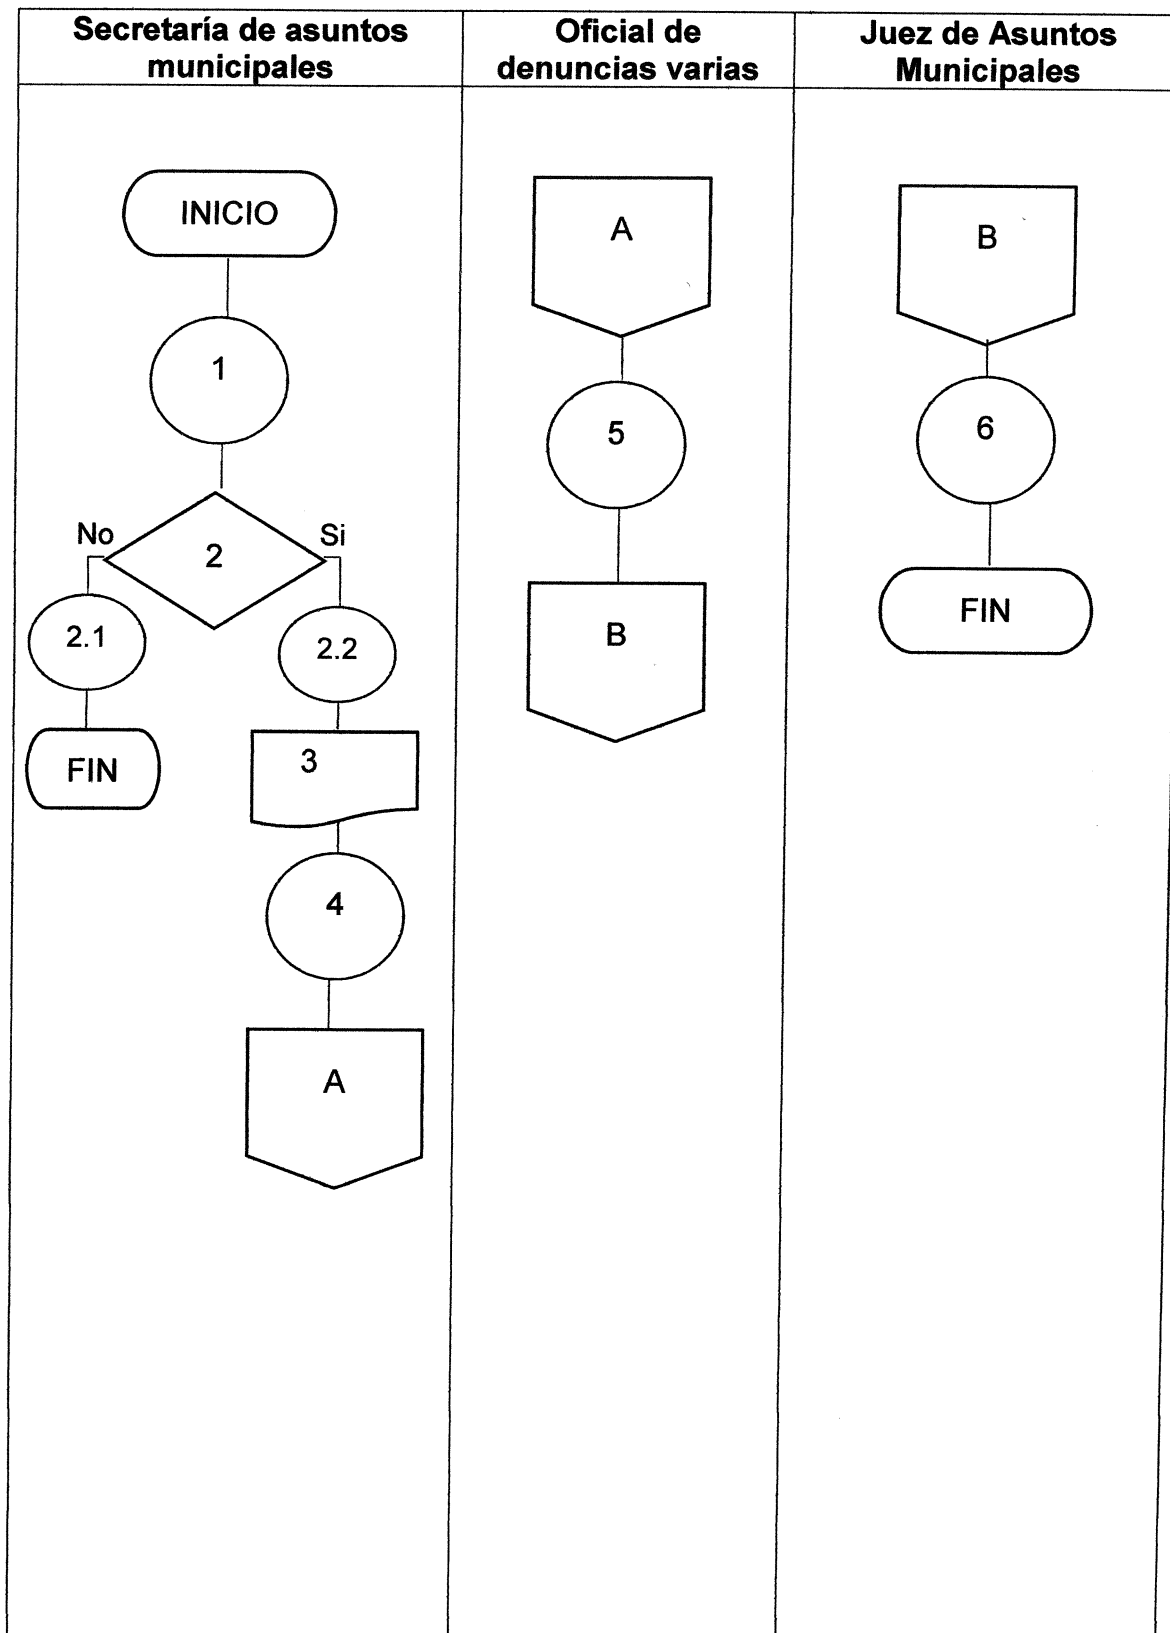 Secretaría de asuntos
municipales
Oficial de
denuncias varias
Juez de Asuntos
Municipales
INICIO
1
2
No
Si
2.1
2.2
FIN
3
4
A
A
5
B
B
6
FIN